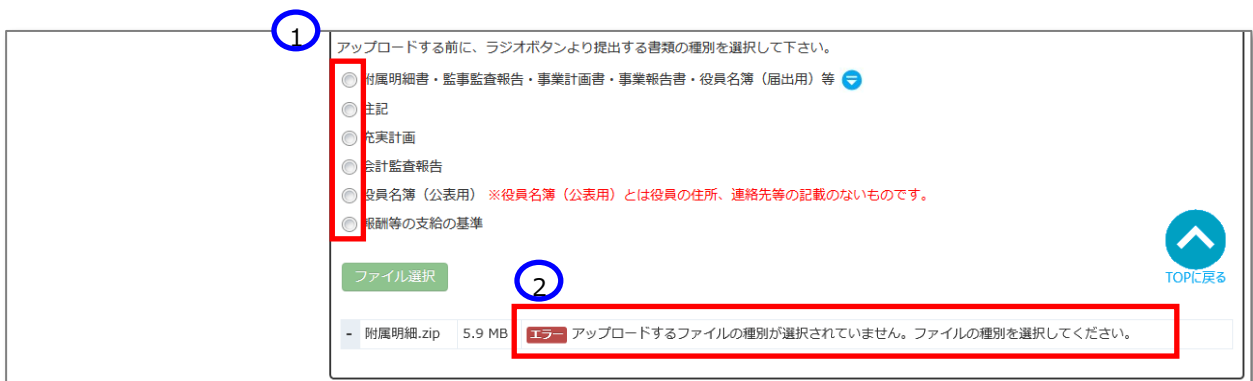 1
アップロードする前に、ラジオボタンより提出する書類の種別を選択して下さい。
附属明細書・監事監査報告・事業計画書・事業報告書・役員名簿（届出用）等
注記
充実計画
会計監査報告
役員名簿（公表用） ※役員名簿（公表用）とは役員の住所、連絡先等の記載のないものです。
報酬等の支給の基準
TOPに戻る
ファイル選択
2
- 附属明細.zip 5.9 MB エラー アップロードするファイルの種別が選択されていません。ファイルの種別を選択してください。